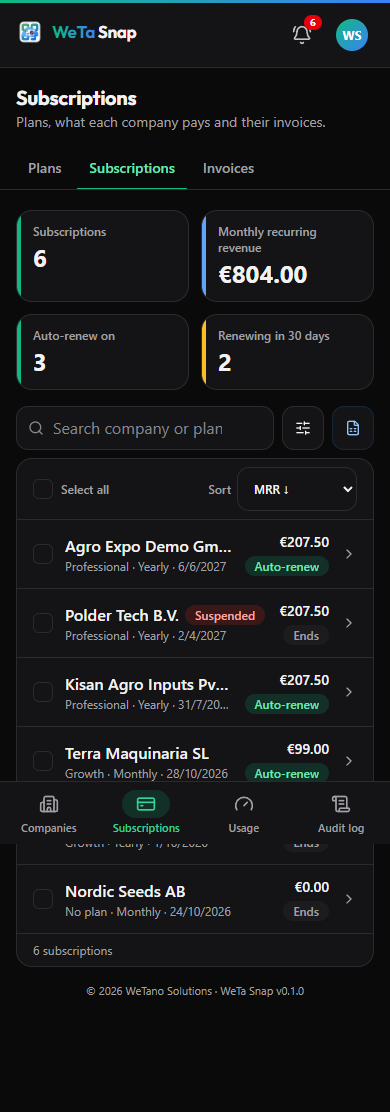 WeTa Snap
6
WS
Subscriptions
Plans, what each company pays and their invoices.
Plans
Subscriptions
Invoices
Subscriptions
6
Monthly recurring
revenue
€804.00
Auto-renew on
3
Renewing in 30 days
2
Search company or plan
Select all
Sort
MRR ↓
Agro Expo Demo Gm...
€207.50
Professional · Yearly · 6/6/2027
Auto-renew
Polder Tech B.V.
Suspended
€207.50
Professional · Yearly · 2/4/2027
Ends
Kisan Agro Inputs Pv...
€207.50
Professional · Yearly · 31/7/20...
Auto-renew
Terra Maquinaria SL
€99.00
Growth · Monthly · 28/10/2026
Auto-renew
Companies
Subscriptions
Usage
Audit log
Nordic Seeds AB
€0.00
No plan · Monthly · 24/10/2026
Ends
6 subscriptions
© 2026 WeTano Solutions · WeTa Snap v0.1.0